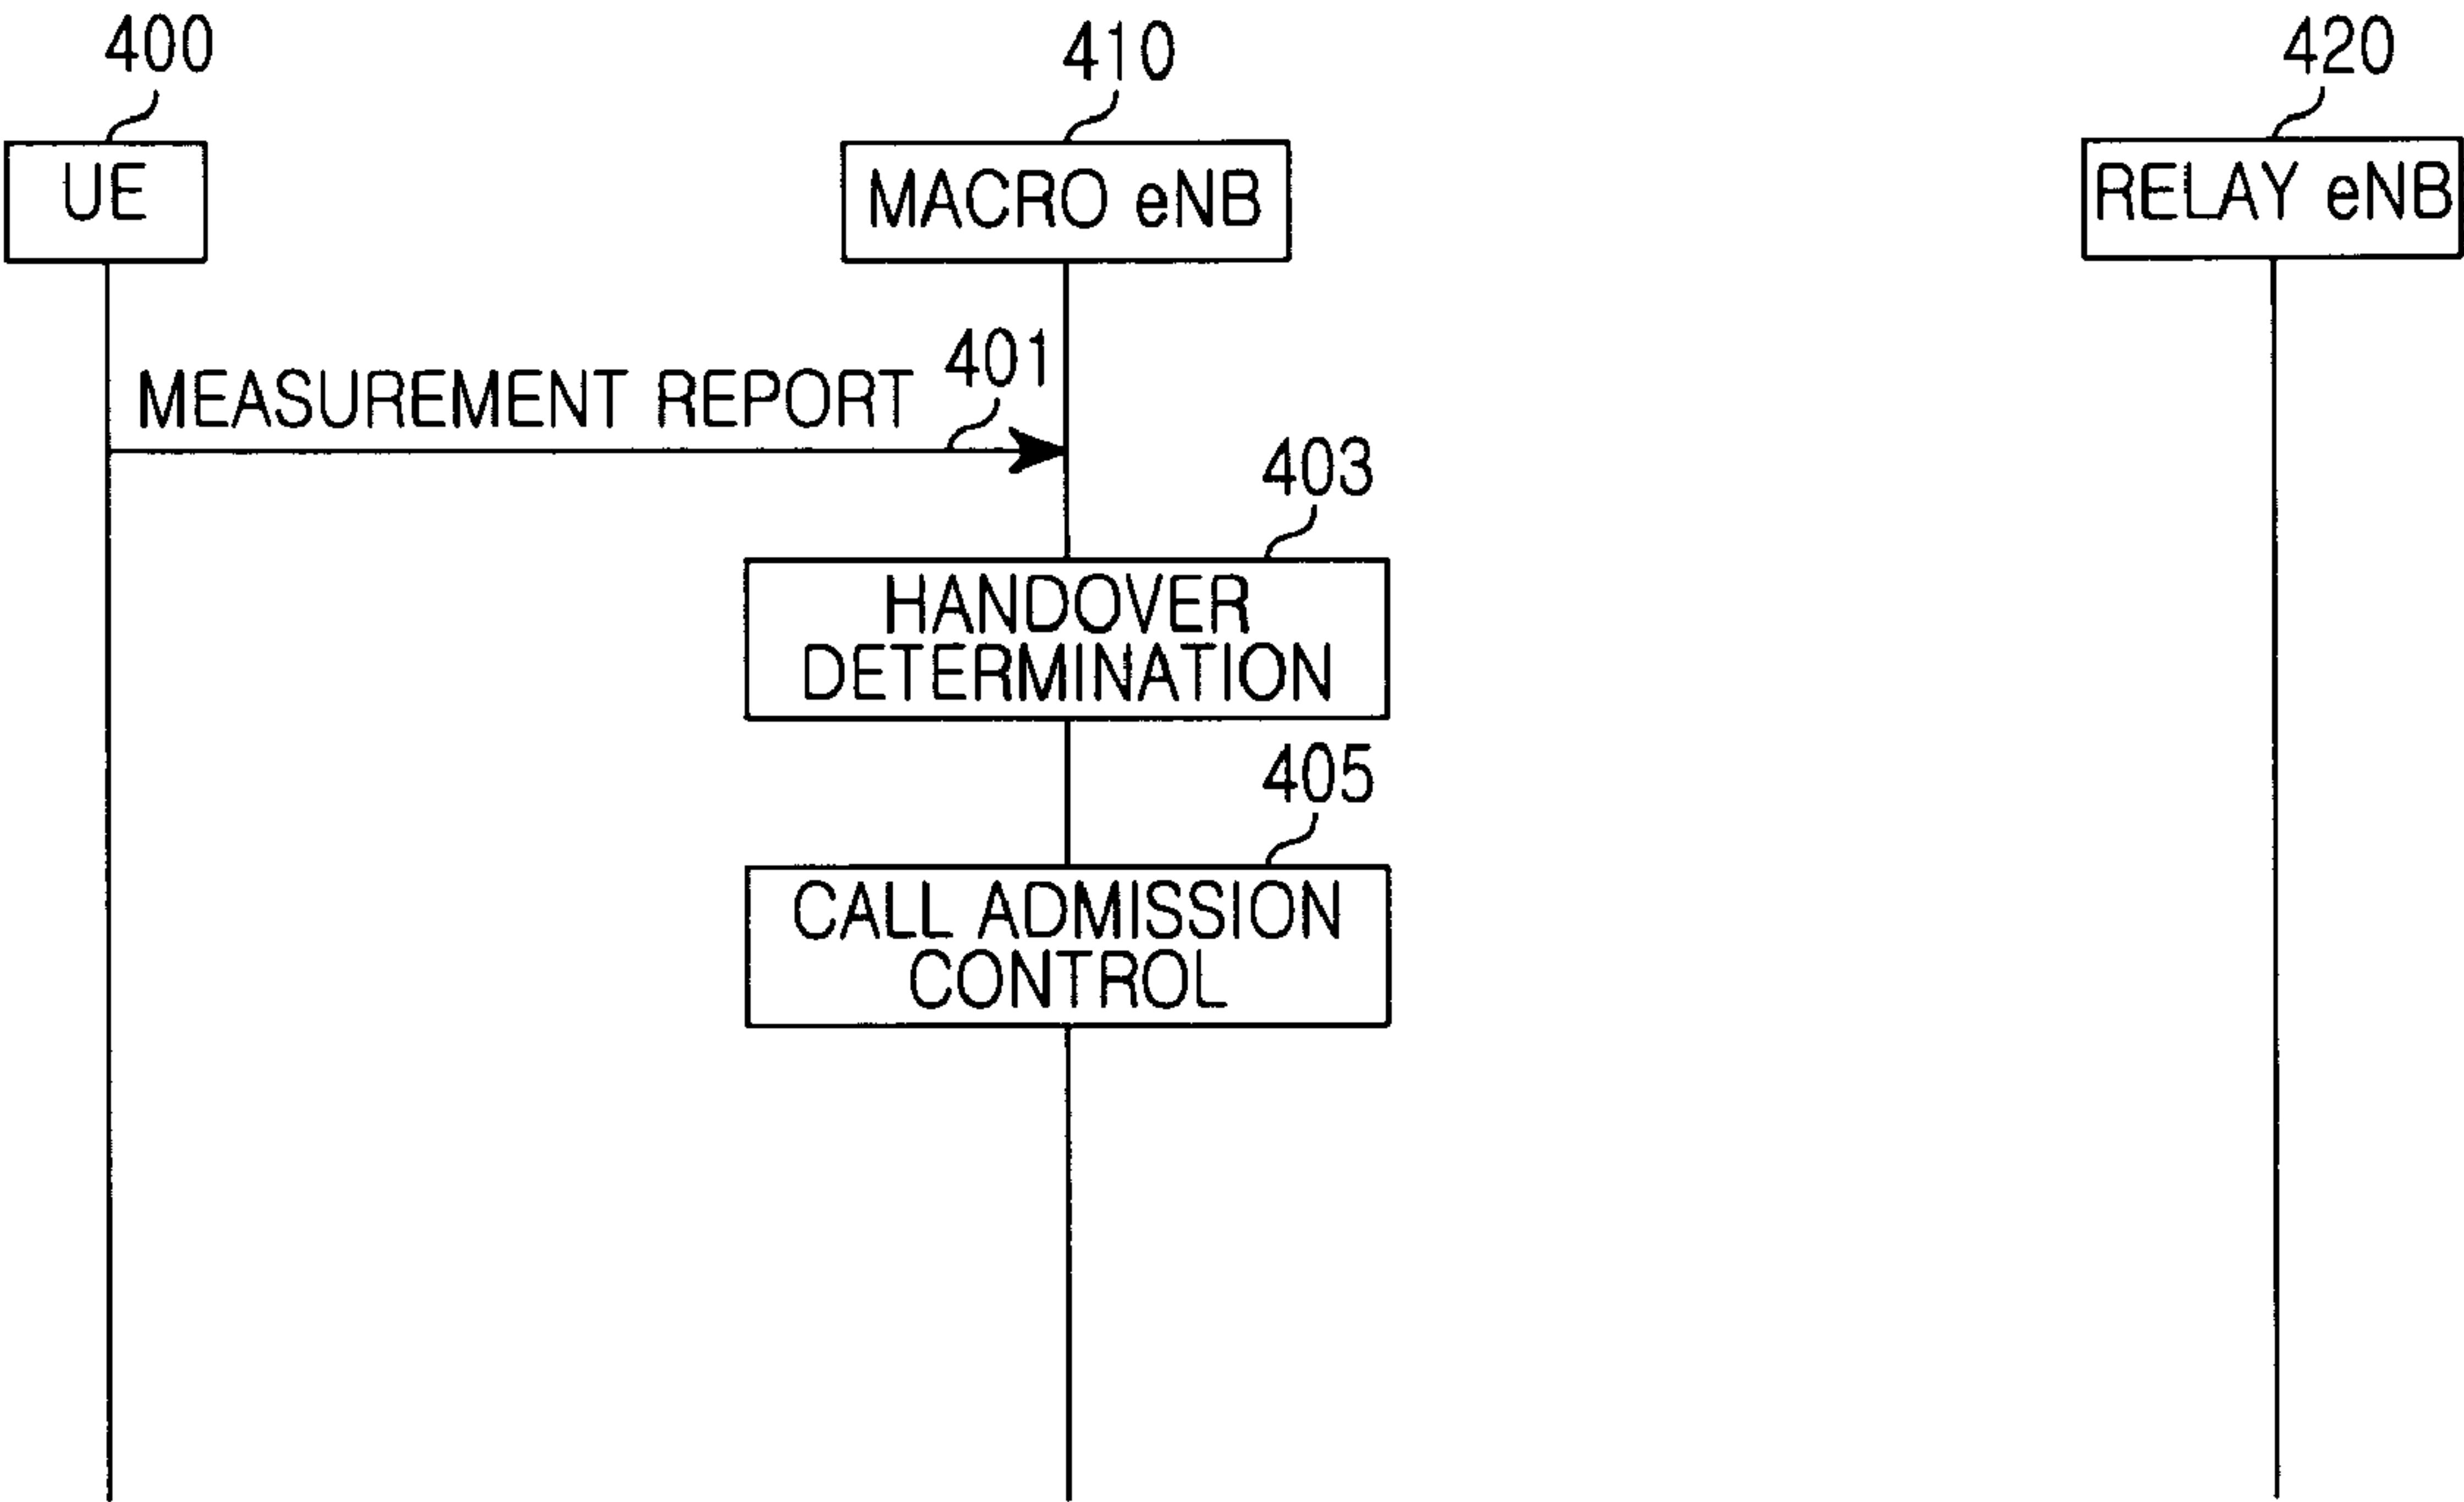 400
410
420
UE
MACRO eNB
RELAY eNB
401
MEASUREMENT REPORT
403
HANDOVER
DETERMINATION
405
CALL ADMISSION
CONTROL